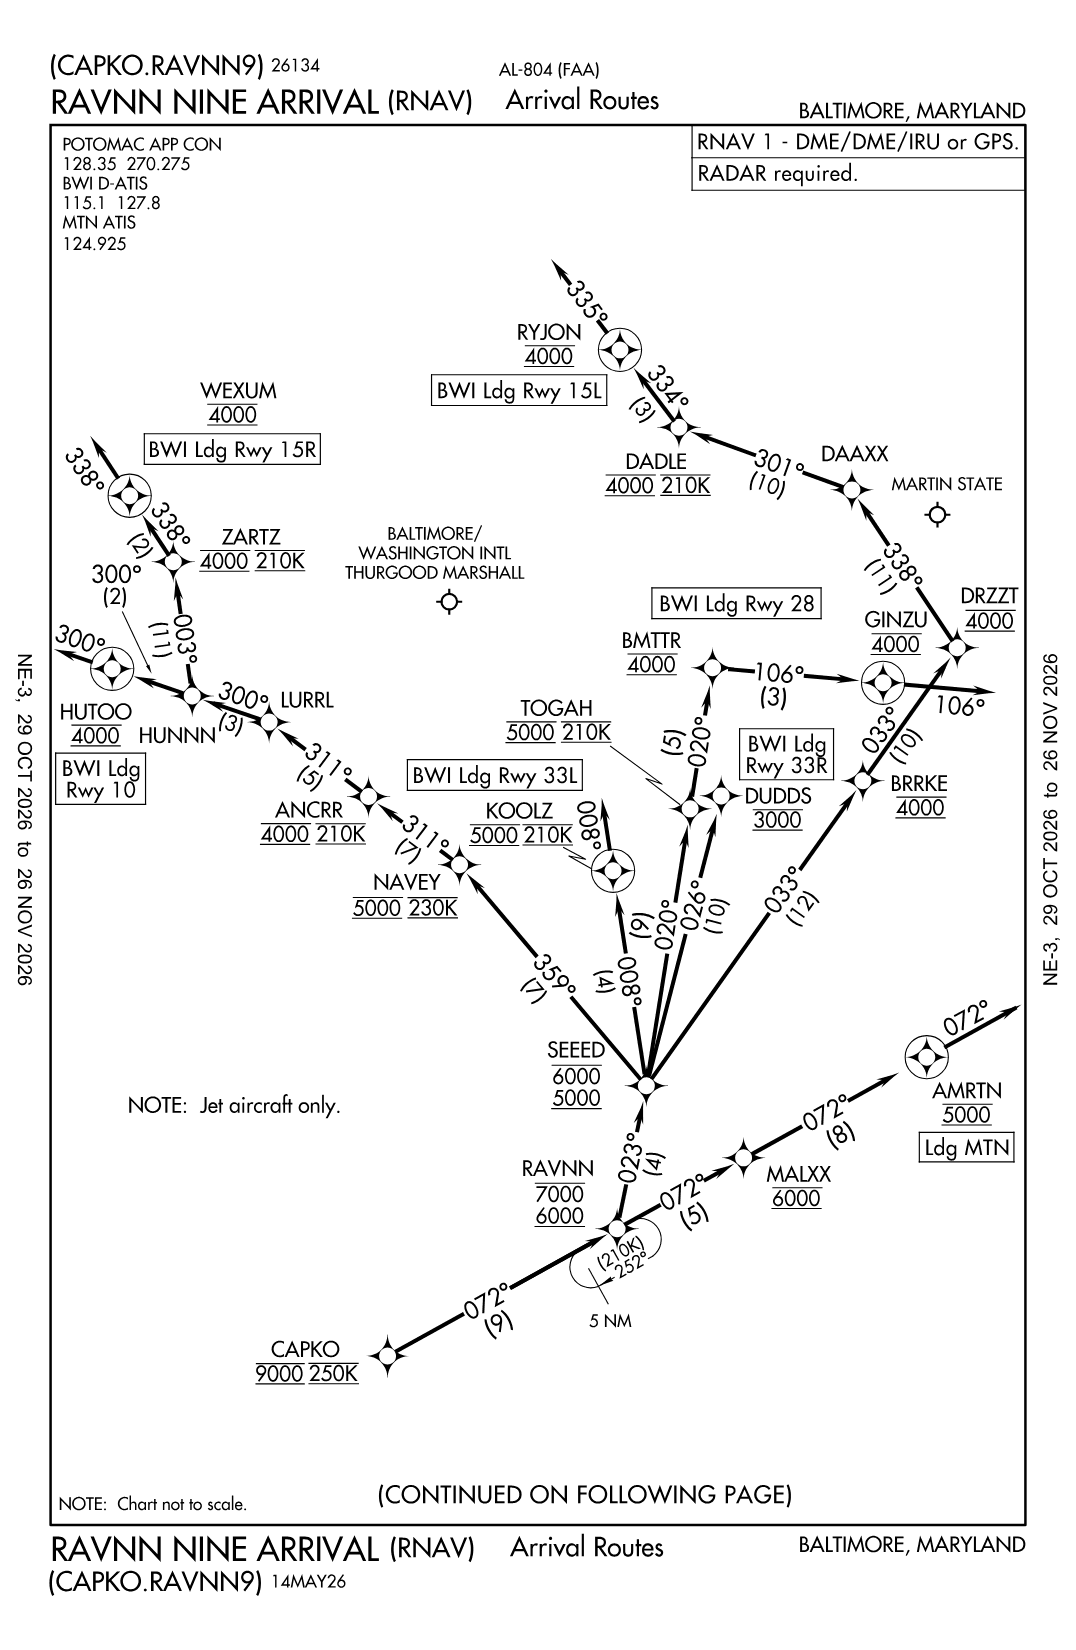 (CAPKO.RAVNN9) 26134
AL-804 (FAA)
RAVNN NINE ARRIVAL (RNAV) Arrival Routes
BALTIMORE, MARYLAND
POTOMAC APP CON
128.35 270.275
BWI D-ATIS
115.1 127.8
MTN ATIS
124.925
RNAV 1 - DME/DME/IRU or GPS.
RADAR required.
335°
RYJON
4000
BWI Ldg Rwy 15L
334°
(3)
WEXUM
4000
BWI Ldg Rwy 15R
DADLE
4000 210K
301°
(10)
DAAXX
MARTIN STATE
338°
338°
(2)
ZARTZ
4000 210K
BALTIMORE/
WASHINGTON INTL
THURGOOD MARSHALL
300°
(2)
338°
(11)
BWI Ldg Rwy 28
DRZZT
4000
GINZU
4000
BMTTR
4000
003°
(11)
300°
106°
(3)
106°
HUTOO
4000
BWI Ldg
Rwy 10
HUNNN
300°
(3)
LURRL
TOGAH
5000 210K
020°
(5)
BWI Ldg
Rwy 33R
033°
(10)
311°
(5)
BWI Ldg Rwy 33L
DUDDS
3000
BRRKE
4000
ANCRR
4000 210K
KOOLZ
5000 210K
008°
311°
(7)
NAVEY
5000 230K
020°
(9)
026°
(10)
033°
(12)
359°
(7)
008°
(4)
072°
SEEED
6000
5000
AMRTN
5000
Ldg MTN
NOTE: Jet aircraft only.
072°
(8)
023°
(4)
RAVNN
7000
6000
MALXX
6000
072°
(5)
(210K)
252°
5 NM
072°
(9)
CAPKO
9000 250K
(CONTINUED ON FOLLOWING PAGE)
NOTE: Chart not to scale.
RAVNN NINE ARRIVAL (RNAV) Arrival Routes
BALTIMORE, MARYLAND
(CAPKO.RAVNN9) 14MAY26
NE-3, 29 OCT 2026 to 26 NOV 2026
NE-3, 29 OCT 2026 to 26 NOV 2026